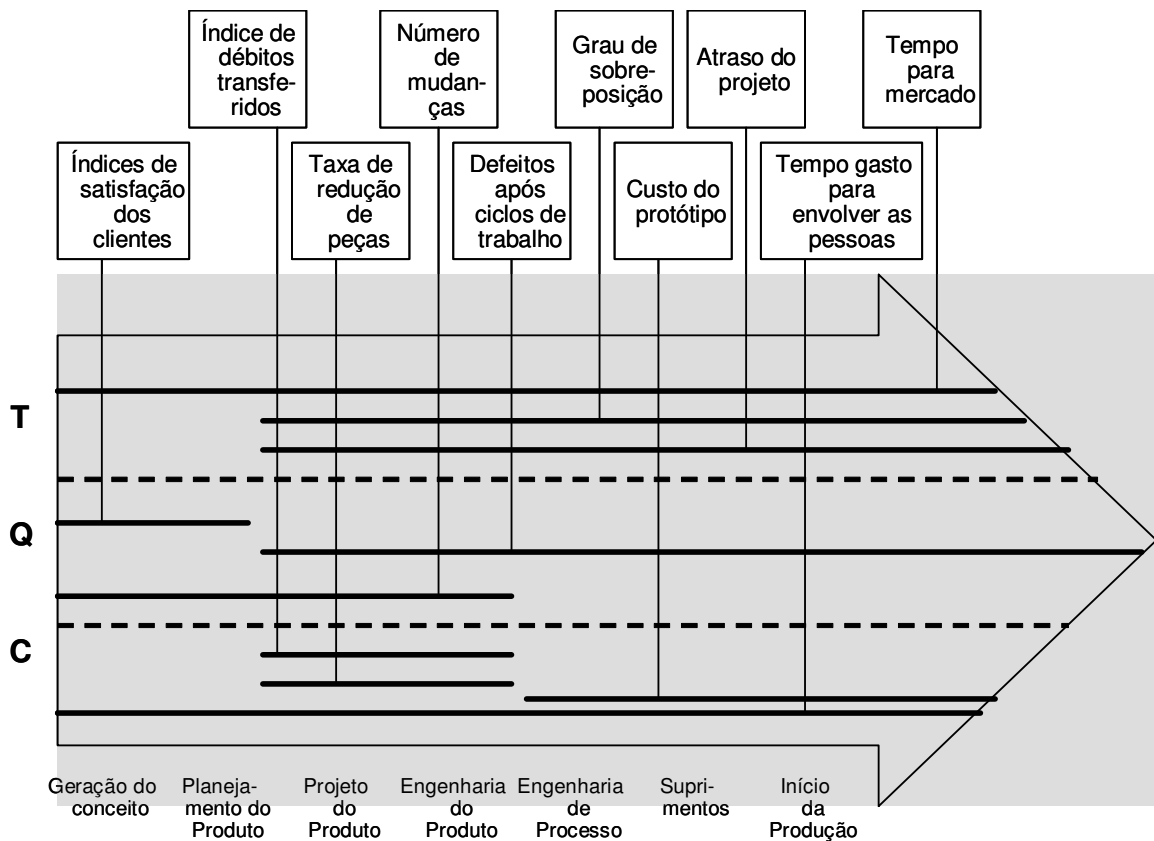 Índice de
débitos
transfe-
ridos
Número
de
mudan-
ças
Grau de
sobre-
posição
Atraso do
projeto
Tempo
para
mercado
Índices de
satisfação
dos
clientes
Taxa de
redução
de
peças
Defeitos
após
ciclos de
trabalho
Custo do
protótipo
Tempo gasto
para
envolver as
pessoas
T
Q
C
Geração do
conceito
Planeja-
mento do
Produto
Projeto
do
Produto
Engenharia
do
Produto
Engenharia
de
Processo
Supri-
mentos
Início
da
Produção